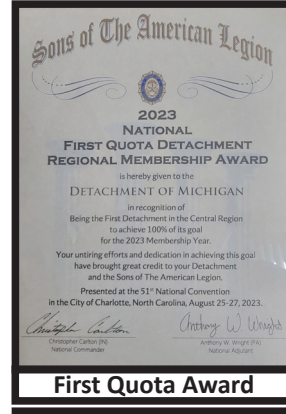 Sons of The American Legion
2023
NATIONAL
FIRST QUOTA DETACHMENT
REGIONAL MEMBERSHIP AWARD
is hereby given to the
DETACHMENT OF MICHIGAN
in recognition of
Being the First Detachment in the Central Region
to achieve 100% of its goal
for the 2023 Membership Year.
Your untiring efforts and dedication in achieving this goal
have brought great credit to your Detachment
and the Sons of The American Legion.
Presented at the 51st National Convention
in the City of Charlotte, North Carolina, August 25-27, 2023.
Christopher Carlton Anthony W. Wright
Christopher Carlton (IN) Anthony W. Wright (PA)
National Commander National Adjutant
First Quota Award